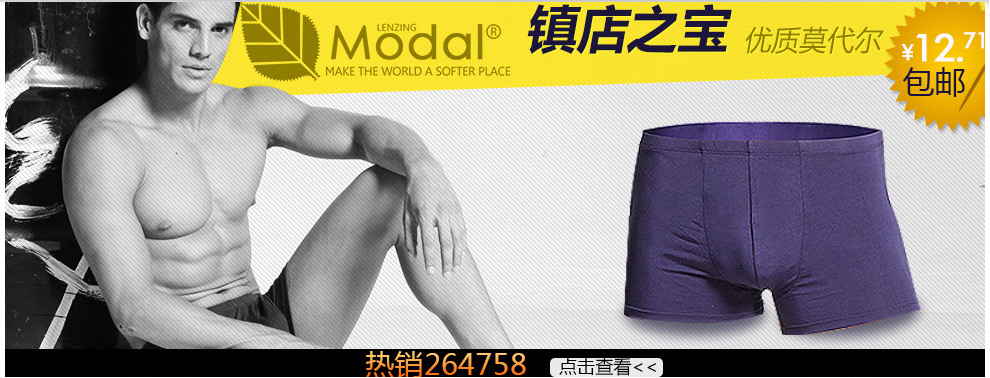 LENZING
Modal®
MAKE THE WORLD A SOFTER PLACE
镇店之宝 优质莫代尔
¥12.71
包邮
热销264758 点击查看<<